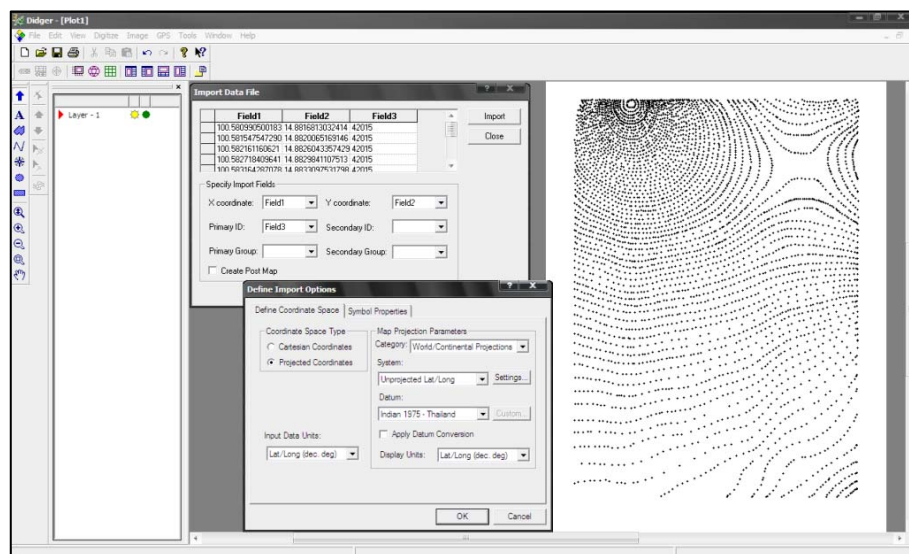 Didger - [Plot1]
File Edit View Digitize Image GPS Tools Window Help
Layer - 1
Import Data File
Field1 Field2 Field3
100.580990500183 14.8816813032414 42015
100.581547547290 14.8820065169146 42015
100.582161160621 14.8826043357429 42015
100.582718409641 14.8829841107513 42015
100.583164287078 14.8833097531798 42015
Import
Close
Specify Import Fields
X coordinate: Field1 Y coordinate: Field2
Primary ID: Field3 Secondary ID:
Primary Group: Secondary Group:
Create Post Map
Define Import Options
Define Coordinate Space Symbol Properties
Coordinate Space Type
Cartesian Coordinates
Projected Coordinates
Input Data Units:
Lat/Long (dec. deg)
Map Projection Parameters
Category: World/Continental Projections
System:
Unprojected Lat/Long Settings...
Datum:
Indian 1975 - Thailand Custom...
Apply Datum Conversion
Display Units: Lat/Long (dec. deg)
OK Cancel